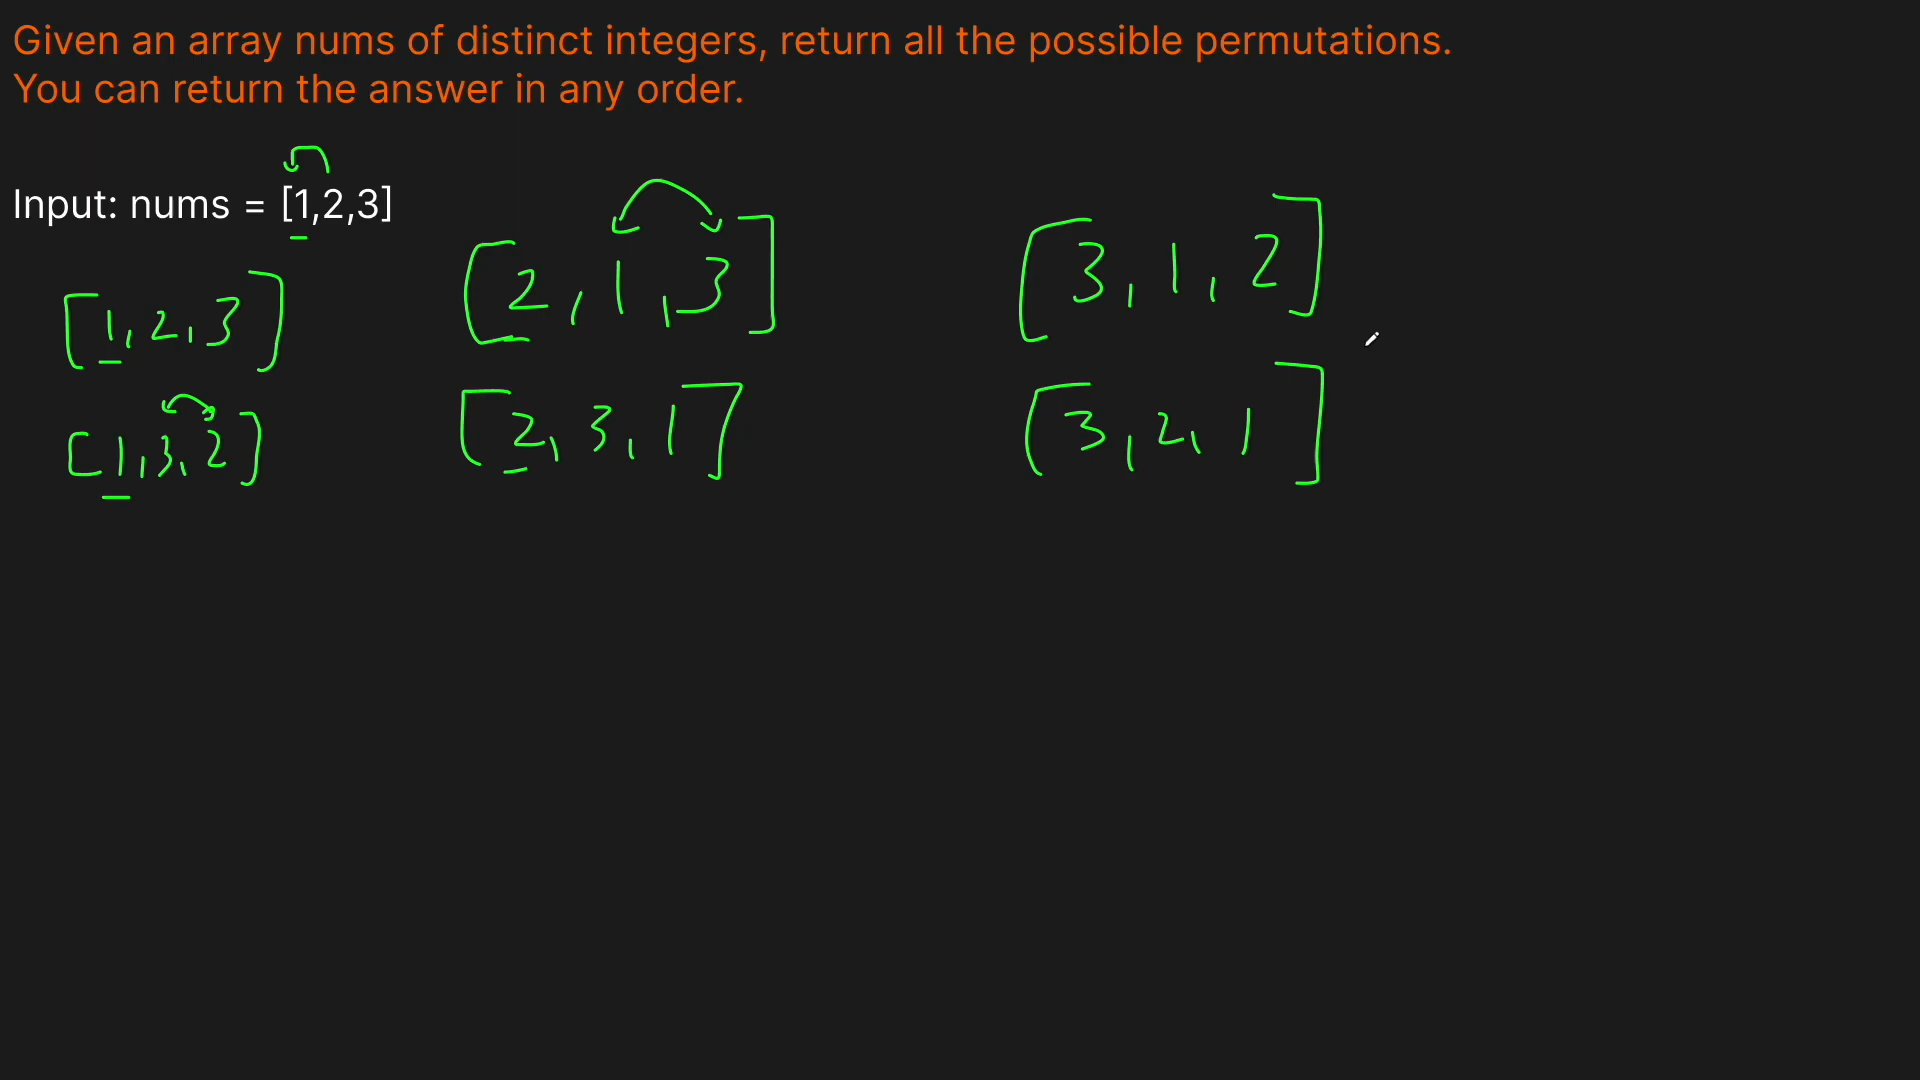 Given an array nums of distinct integers, return all the possible permutations.
You can return the answer in any order.
Input: nums = [1,2,3]
[1,2,3]
[1,3,2]
[2,1,3]
[2,3,1]
[3,1,2]
[3,2,1]